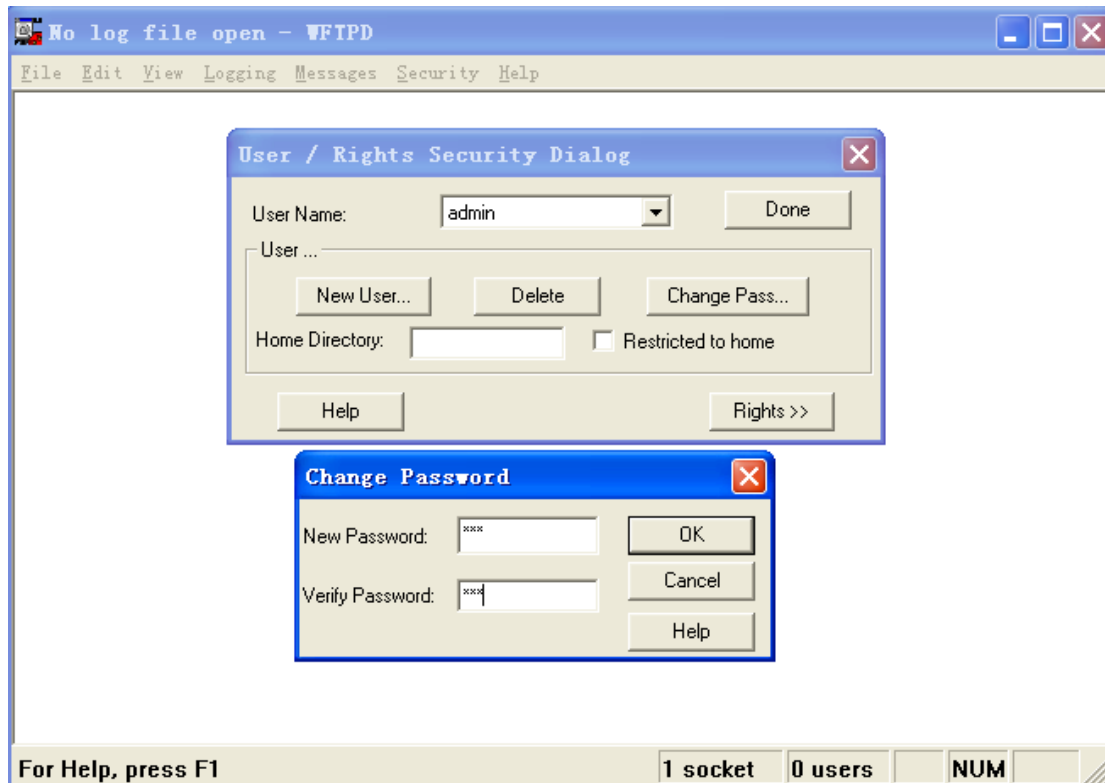 No log file open - WFTPD
File Edit View Logging Messages Security Help
User / Rights Security Dialog
User Name: admin Done
User ...
New User... Delete Change Pass...
Home Directory: Restricted to home
Help Rights >>
Change Password
New Password: *** OK
Cancel
Verify Password: ***
Help
For Help, press F1 1 socket 0 users NUM